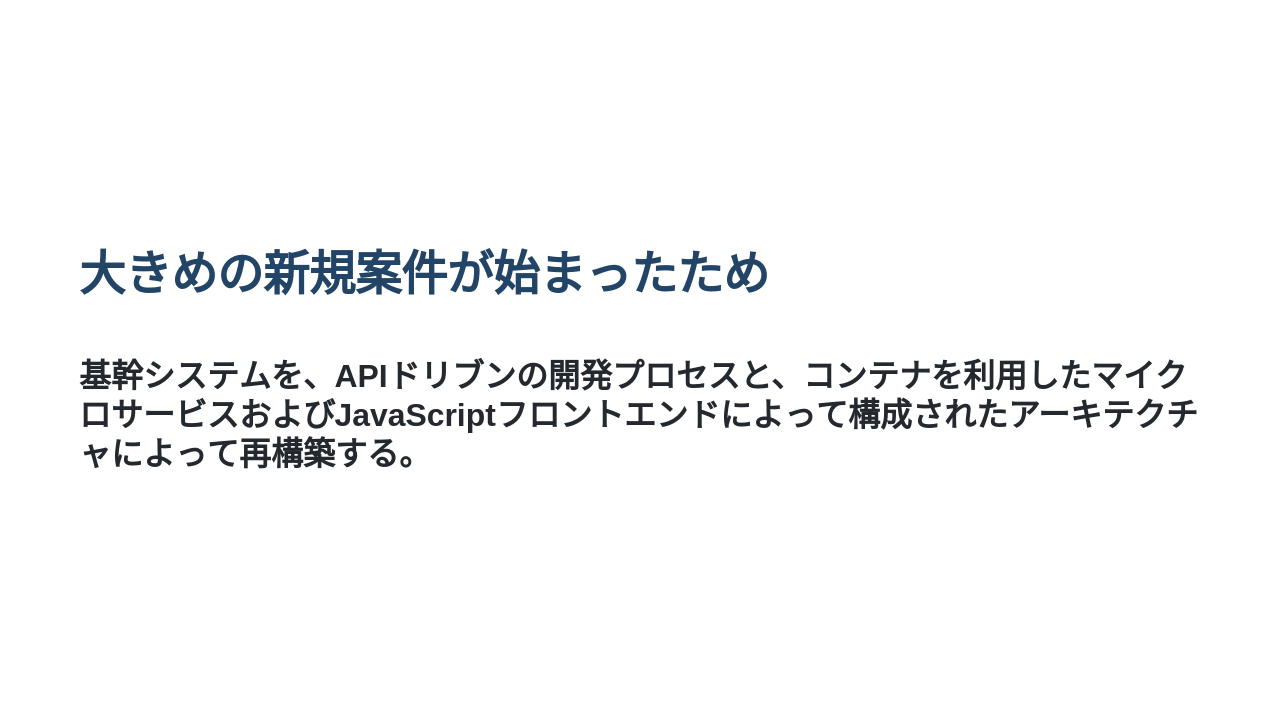 大きめの新規案件が始まったため
基幹システムを、APIドリブンの開発プロセスと、コンテナを利用したマイク
ロサービスおよびJavaScriptフロントエンドによって構成されたアーキテクチ
ャによって再構築する。